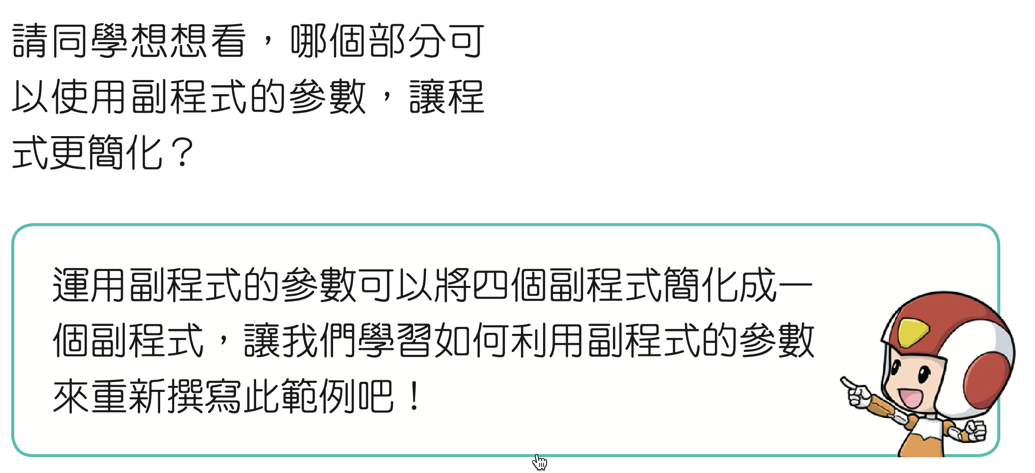 請同學想想看，哪個部分可
以使用副程式的參數，讓程
式更簡化？
運用副程式的參數可以將四個副程式簡化成一
個副程式，讓我們學習如何利用副程式的參數
來重新撰寫此範例吧！